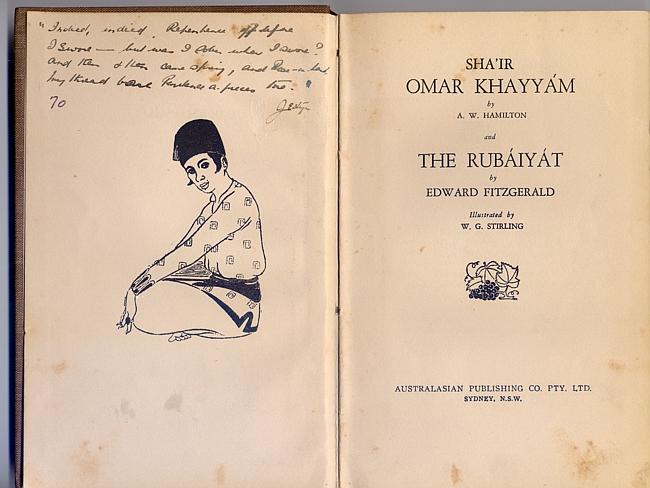 "Indeed, indeed, Repentence oft before
I swore — but was I sober when I swore?
And then & then came spring, and Rose-in-hand
my thread bare Penitence a-pieces tore."
70
SHA'IR
OMAR KHAYYÁM
by
A. W. HAMILTON
and
THE RUBÁIYÁT
by
EDWARD FITZGERALD
Illustrated by
W. G. STIRLING
AUSTRALASIAN PUBLISHING CO. PTY. LTD.
SYDNEY, N.S.W.